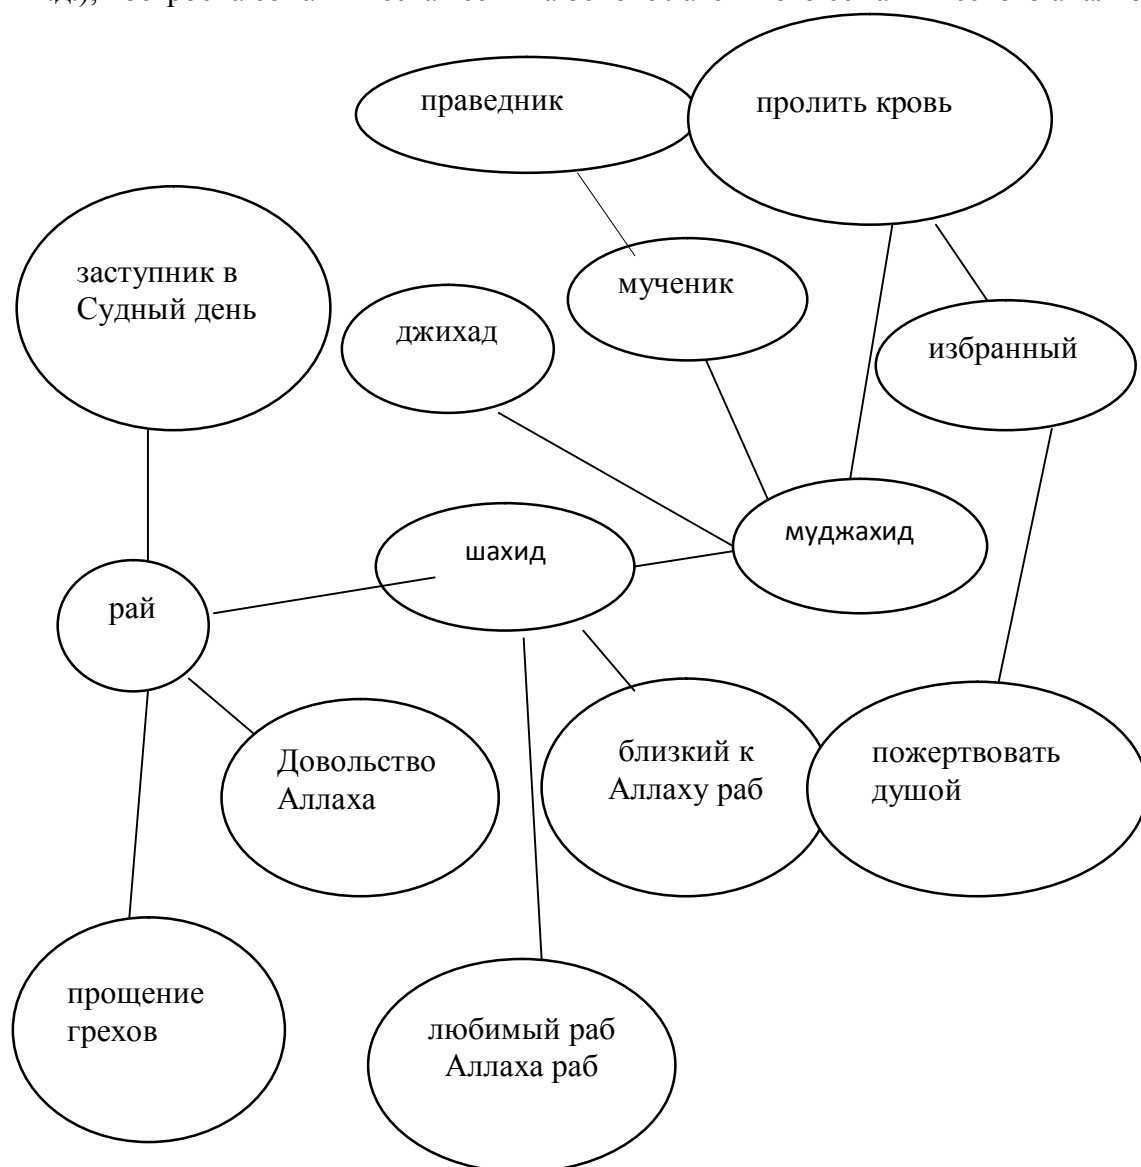 праведник
пролить кровь
заступник в
Судный день
мученик
джихад
избранный
муджахид
шахид
рай
близкий к
Аллаху раб
пожертвовать
душой
Довольство
Аллаха
прощение
грехов
любимый раб
Аллаха раб